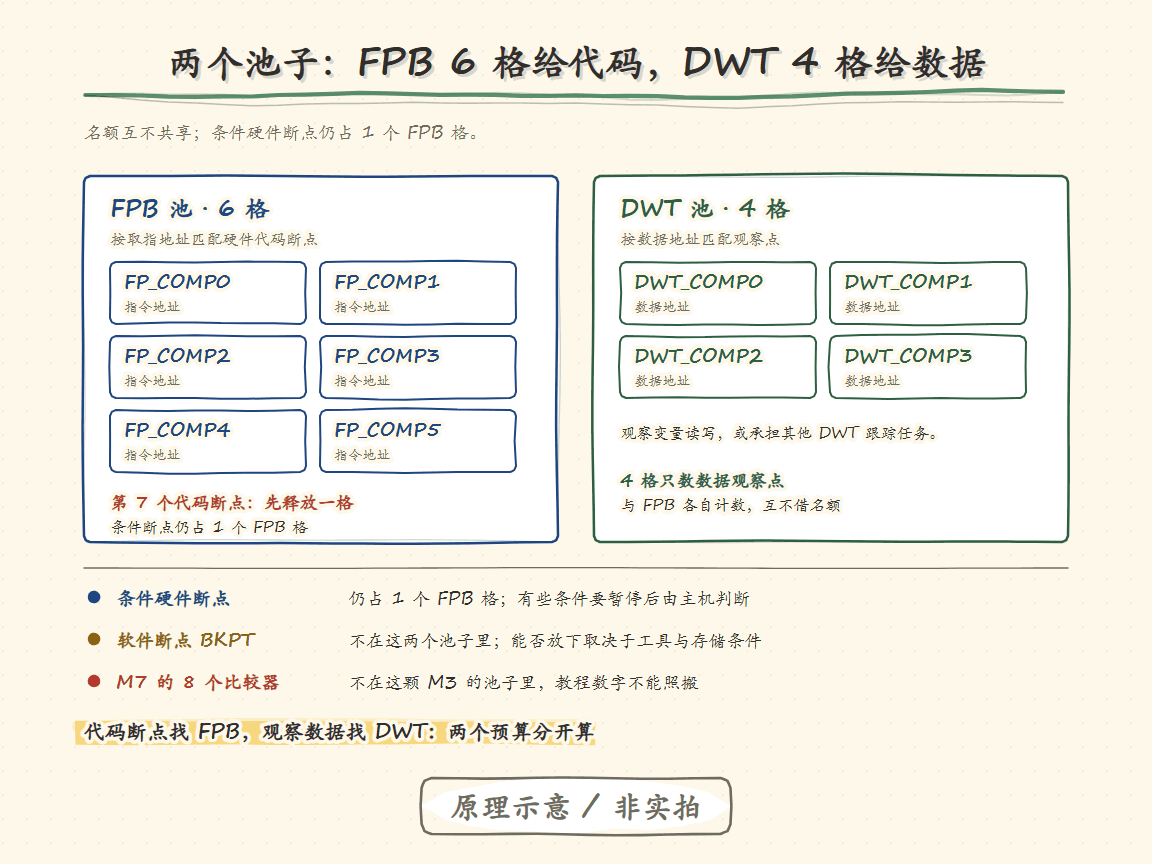 两个池子：FPB 6 格给代码，DWT 4 格给数据
名额互不共享；条件硬件断点仍占 1 个 FPB 格。
FPB 池 · 6 格
按取指地址匹配硬件代码断点
FP_COMP0
指令地址
FP_COMP1
指令地址
FP_COMP2
指令地址
FP_COMP3
指令地址
FP_COMP4
指令地址
FP_COMP5
指令地址
第 7 个代码断点：先释放一格
条件断点仍占 1 个 FPB 格
DWT 池 · 4 格
按数据地址匹配观察点
DWT_COMP0
数据地址
DWT_COMP1
数据地址
DWT_COMP2
数据地址
DWT_COMP3
数据地址
观察变量读写，或承担其他 DWT 跟踪任务。
4 格只数数据观察点
与 FPB 各自计数，互不借名额
条件硬件断点 仍占 1 个 FPB 格；有些条件要暂停后由主机判断
软件断点 BKPT 不在这两个池子里；能否放下取决于工具与存储条件
M7 的 8 个比较器 不在这颗 M3 的池子里，教程数字不能照搬
代码断点找 FPB，观察数据找 DWT：两个预算分开算
原理示意 / 非实拍